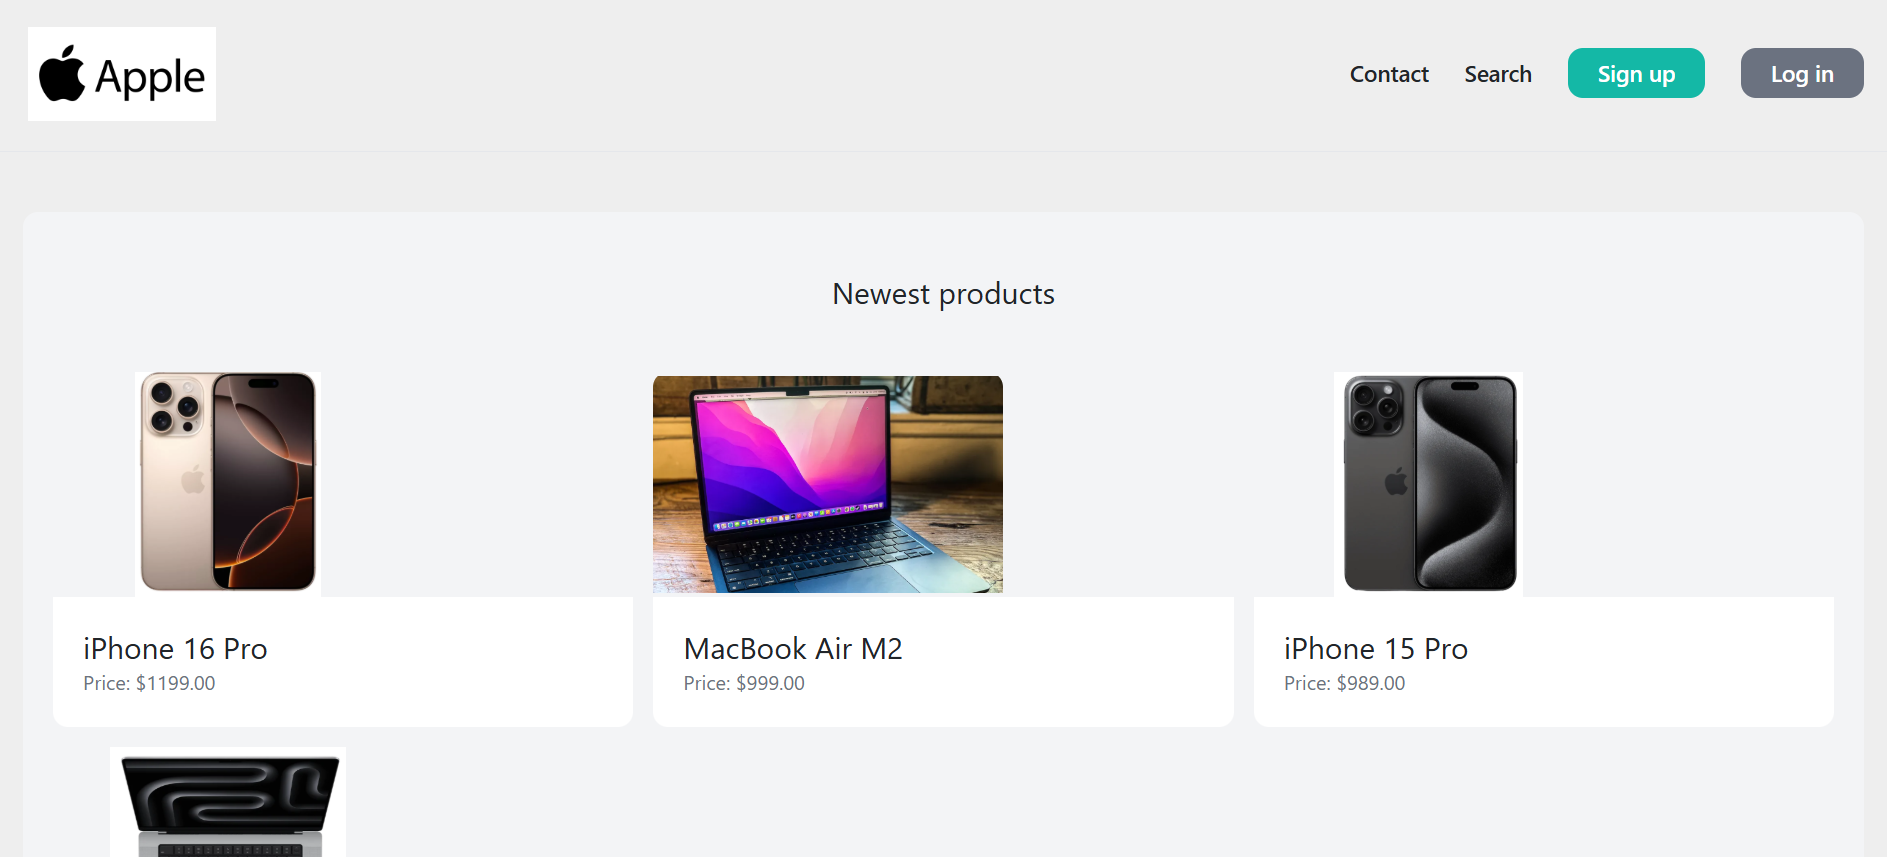 Apple
Contact Search Sign up Log in
Newest products
iPhone 16 Pro
Price: $1199.00
MacBook Air M2
Price: $999.00
iPhone 15 Pro
Price: $989.00